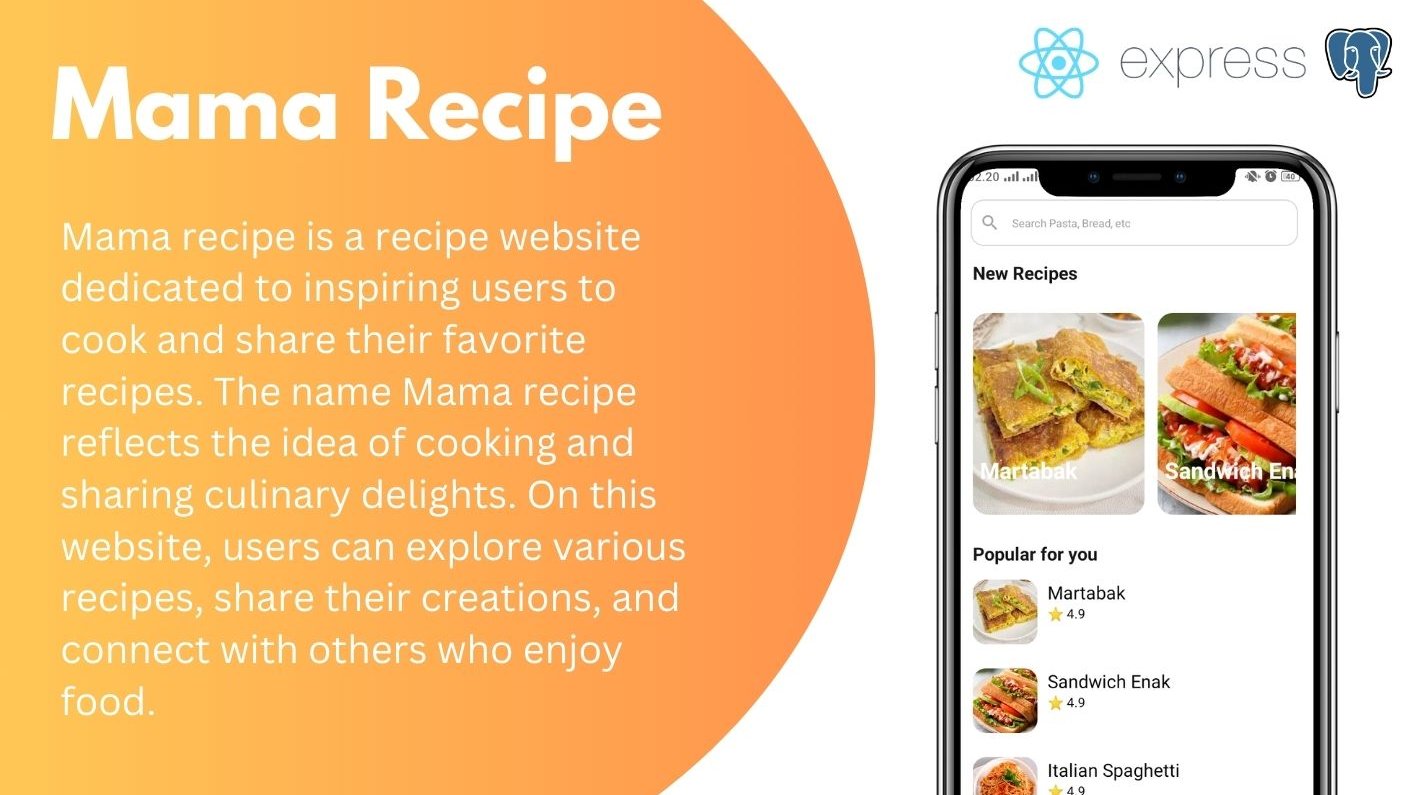 Mama Recipe
Mama recipe is a recipe website
dedicated to inspiring users to
cook and share their favorite
recipes. The name Mama recipe
reflects the idea of cooking and
sharing culinary delights. On this
website, users can explore various
recipes, share their creations, and
connect with others who enjoy
food.
express
2.20
40
Search Pasta, Bread, etc
New Recipes
Martabak
Sandwich Ena
Popular for you
Martabak
4.9
Sandwich Enak
4.9
Italian Spaghetti
4.9